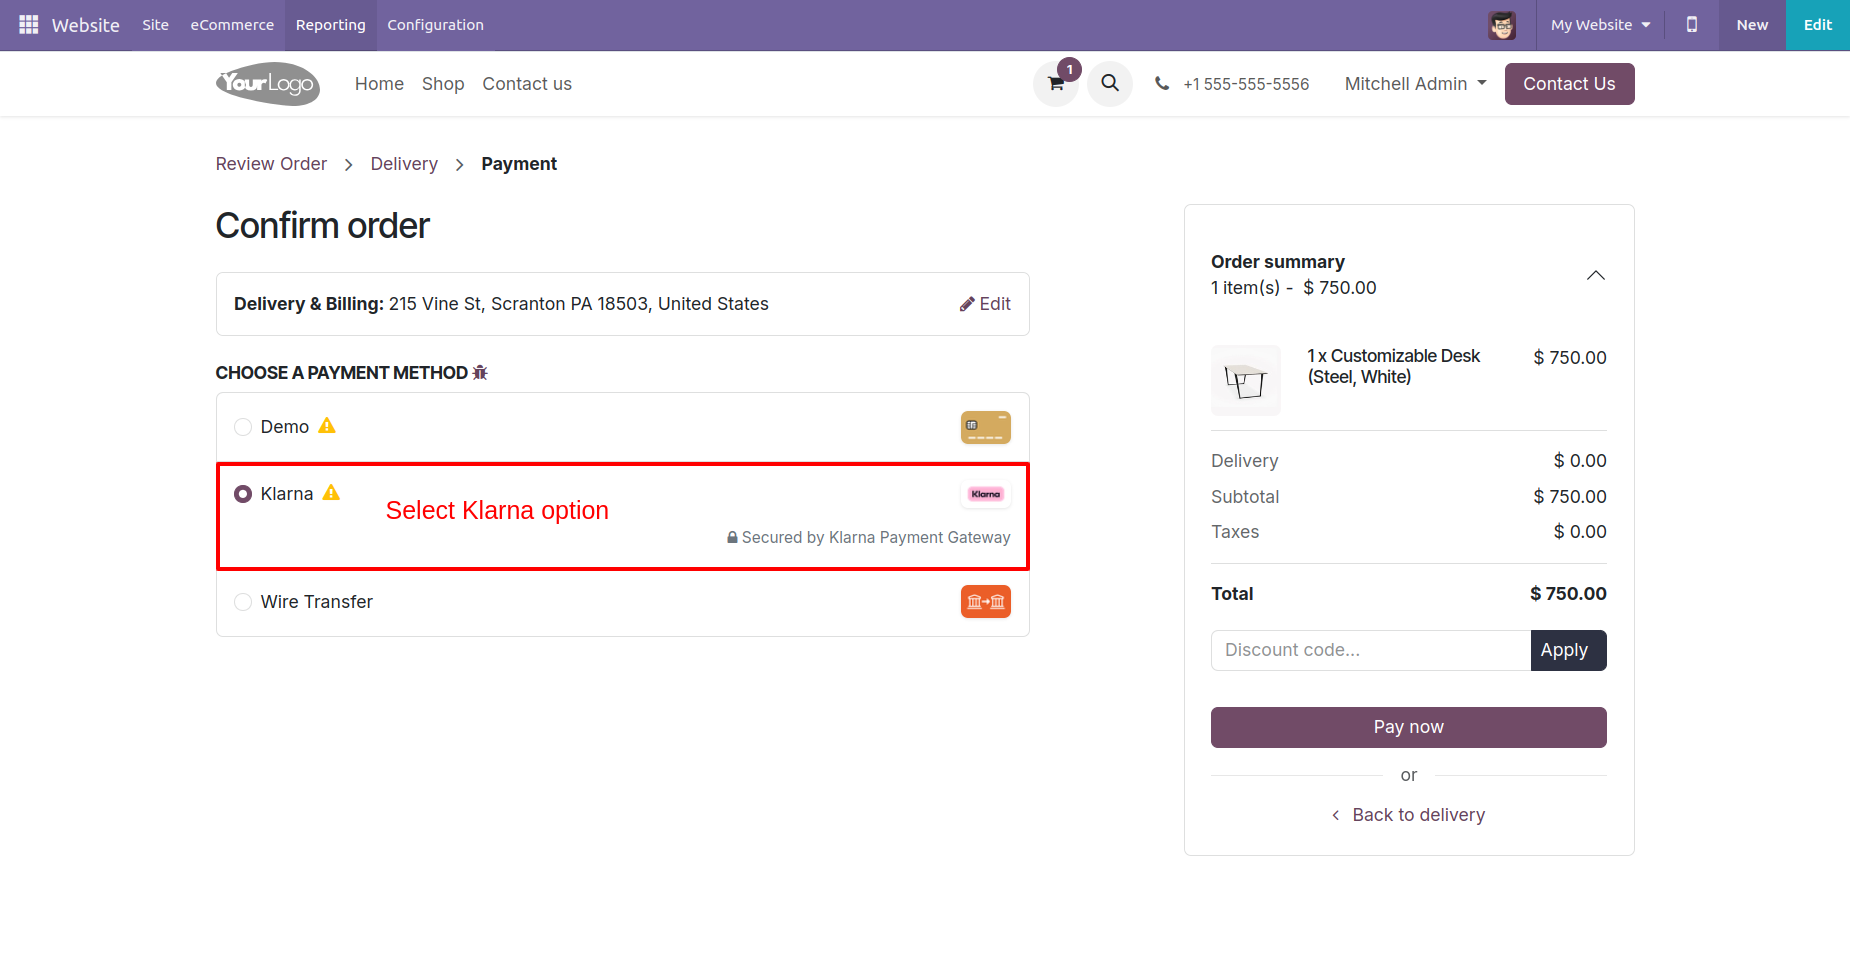 Website Site eCommerce Reporting Configuration My Website New Edit
YourLogo Home Shop Contact us 1 +1 555-555-5556 Mitchell Admin Contact Us
Review Order > Delivery > Payment
Confirm order
Delivery & Billing: 215 Vine St, Scranton PA 18503, United States Edit
CHOOSE A PAYMENT METHOD
Demo
Klarna Klarna
Select Klarna option
Secured by Klarna Payment Gateway
Wire Transfer
Order summary
1 item(s) - $ 750.00
1 x Customizable Desk $ 750.00
(Steel, White)
Delivery $ 0.00
Subtotal $ 750.00
Taxes $ 0.00
Total $ 750.00
Discount code... Apply
Pay now
or
< Back to delivery